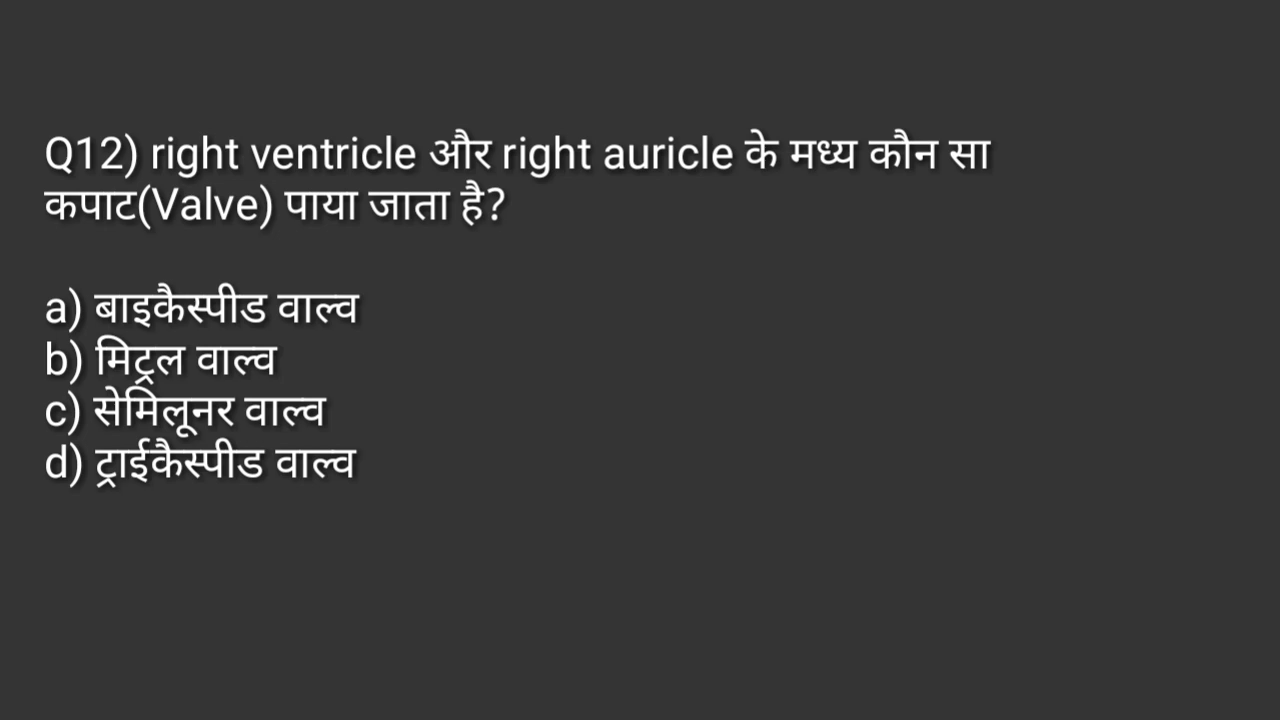 Q12) right ventricle और right auricle के मध्य कौन सा
कपाट(Valve) पाया जाता है?
a) बाइकैस्पीड वाल्व
b) मिट्रल वाल्व
c) सेमिलूनर वाल्व
d) ट्राईकैस्पीड वाल्व